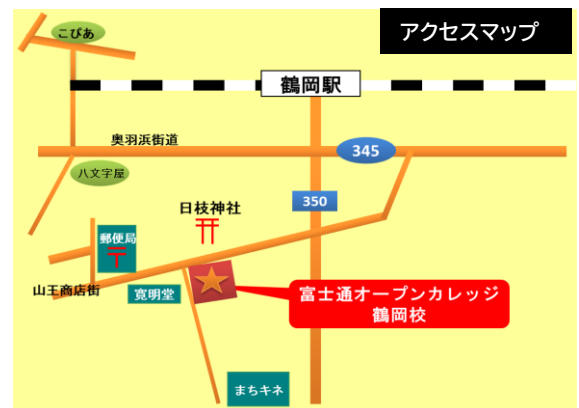 アクセスマップ
こぴあ
鶴岡駅
奥羽浜街道
345
八文字屋
350
日枝神社
郵便局
山王商店街
寛明堂
富士通オープンカレッジ
鶴岡校
まちキネ